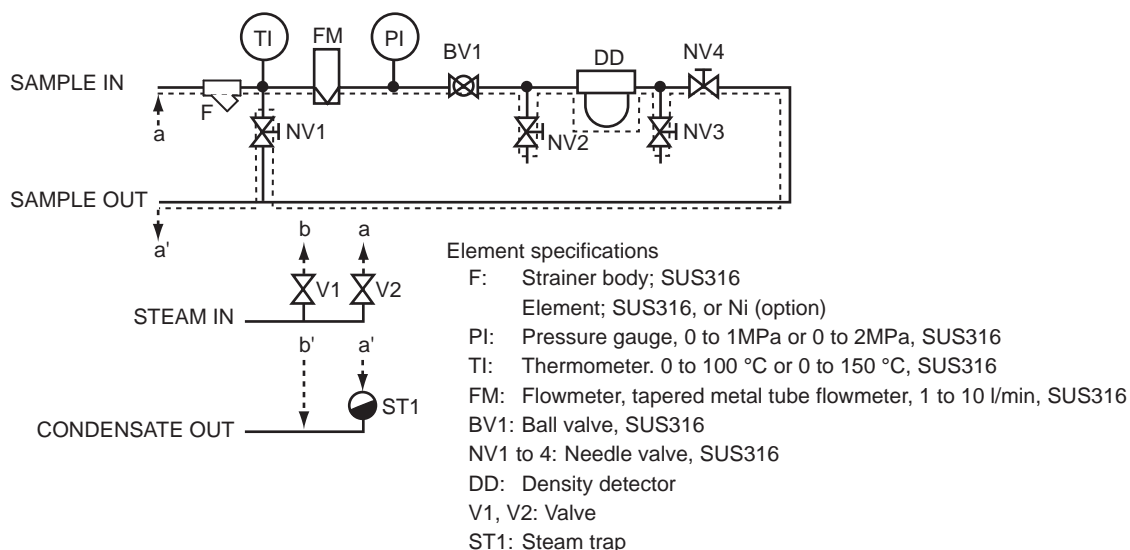 TI
FM
PI
BV1
DD
NV4
SAMPLE IN
F
a
NV1
NV2
NV3
SAMPLE OUT
a'
b
a
V1
V2
STEAM IN
b'
a'
ST1
CONDENSATE OUT
Element specifications
F: Strainer body; SUS316
Element; SUS316, or Ni (option)
PI: Pressure gauge, 0 to 1MPa or 0 to 2MPa, SUS316
TI: Thermometer. 0 to 100 °C or 0 to 150 °C, SUS316
FM: Flowmeter, tapered metal tube flowmeter, 1 to 10 l/min, SUS316
BV1: Ball valve, SUS316
NV1 to 4: Needle valve, SUS316
DD: Density detector
V1, V2: Valve
ST1: Steam trap